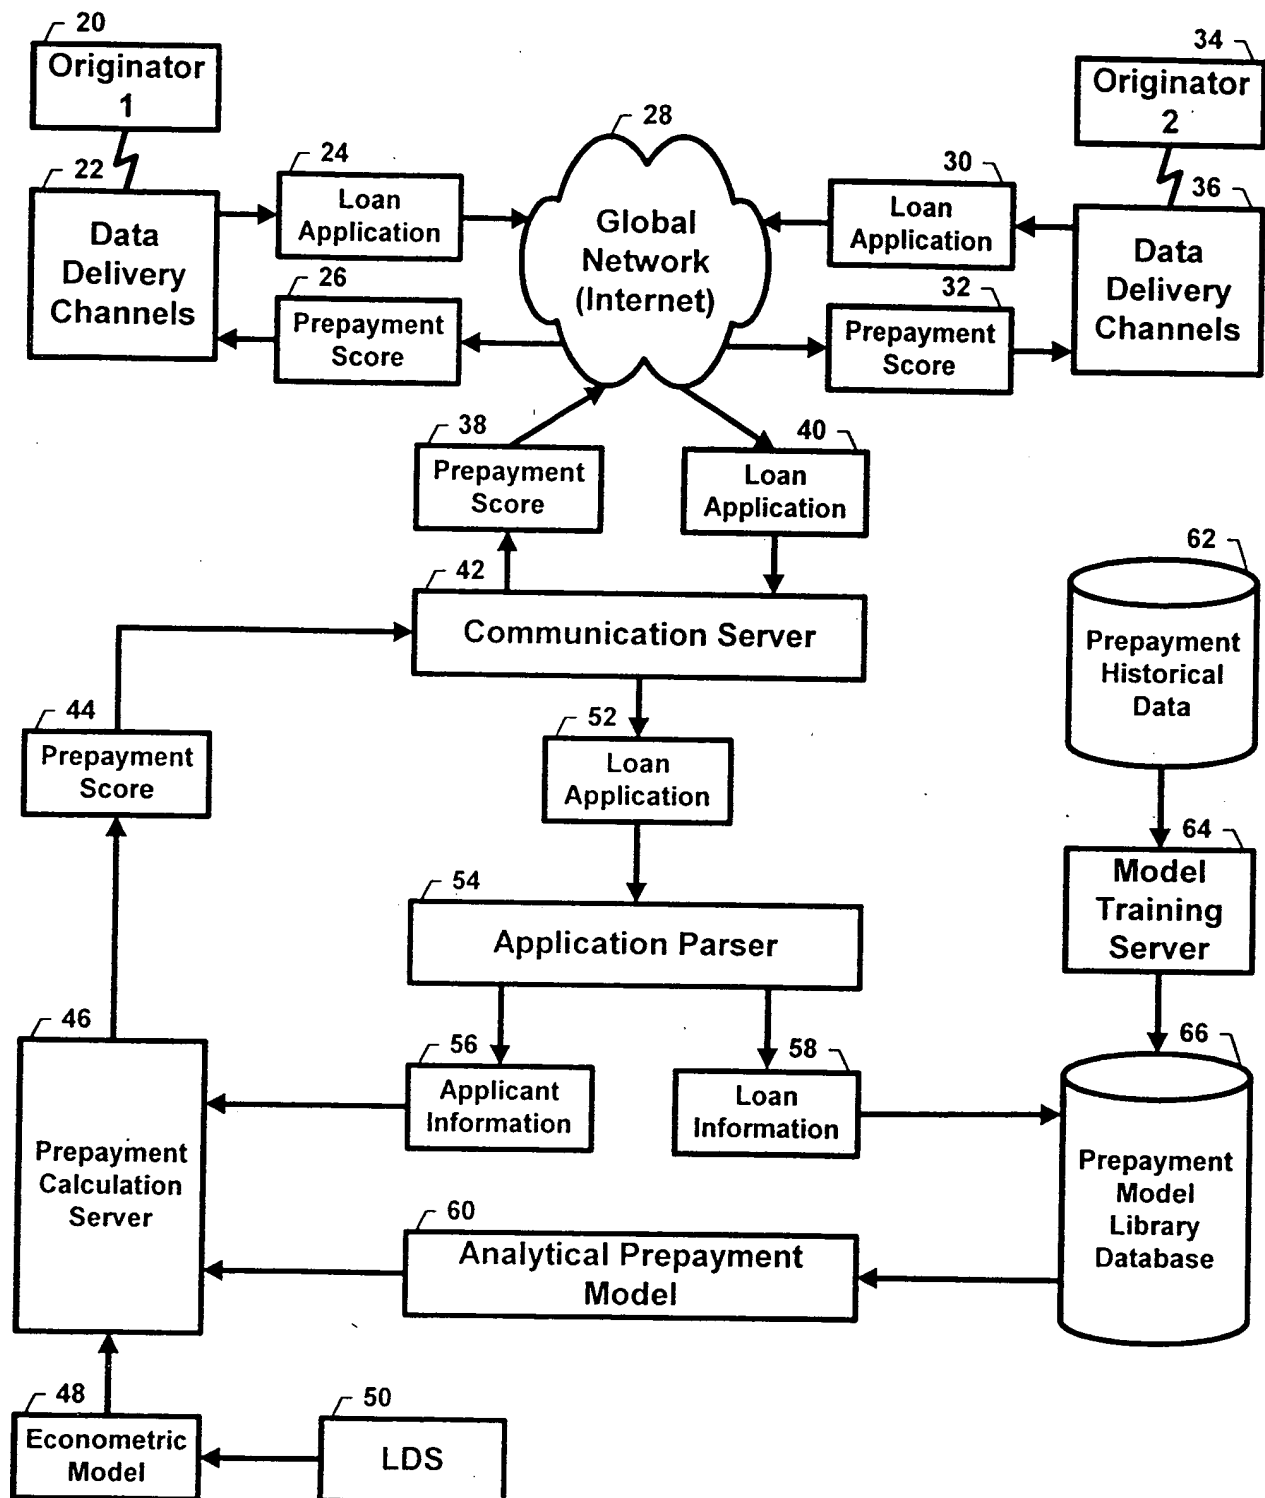 20
Originator
1
34
Originator
2
28
Global
Network
(Internet)
22
Data
Delivery
Channels
24
Loan
Application
26
Prepayment
Score
30
Loan
Application
32
Prepayment
Score
36
Data
Delivery
Channels
38
Prepayment
Score
40
Loan
Application
42
Communication Server
44
Prepayment
Score
52
Loan
Application
62
Prepayment
Historical
Data
54
Application Parser
64
Model
Training
Server
46
Prepayment
Calculation
Server
56
Applicant
Information
58
Loan
Information
66
Prepayment
Model
Library
Database
60
Analytical Prepayment
Model
48
Econometric
Model
50
LDS